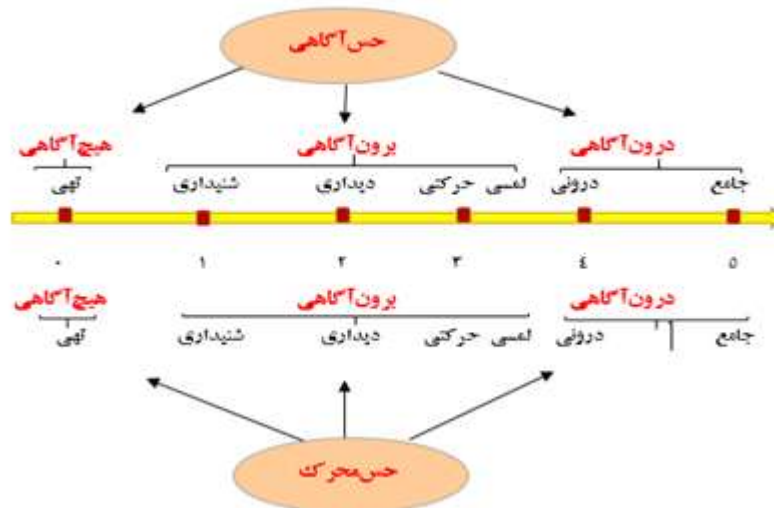 حس‌آگاهی
درون‌آگاهی برون‌آگاهی هیچ‌آگاهی
جامع درونی لمسی حرکتی دیداری شنیداری تهی
۰ ۱ ۲ ۳ ٤ ۵
درون‌آگاهی برون‌آگاهی هیچ‌آگاهی
جامع درونی لمسی حرکتی دیداری شنیداری تهی
حس‌محرک